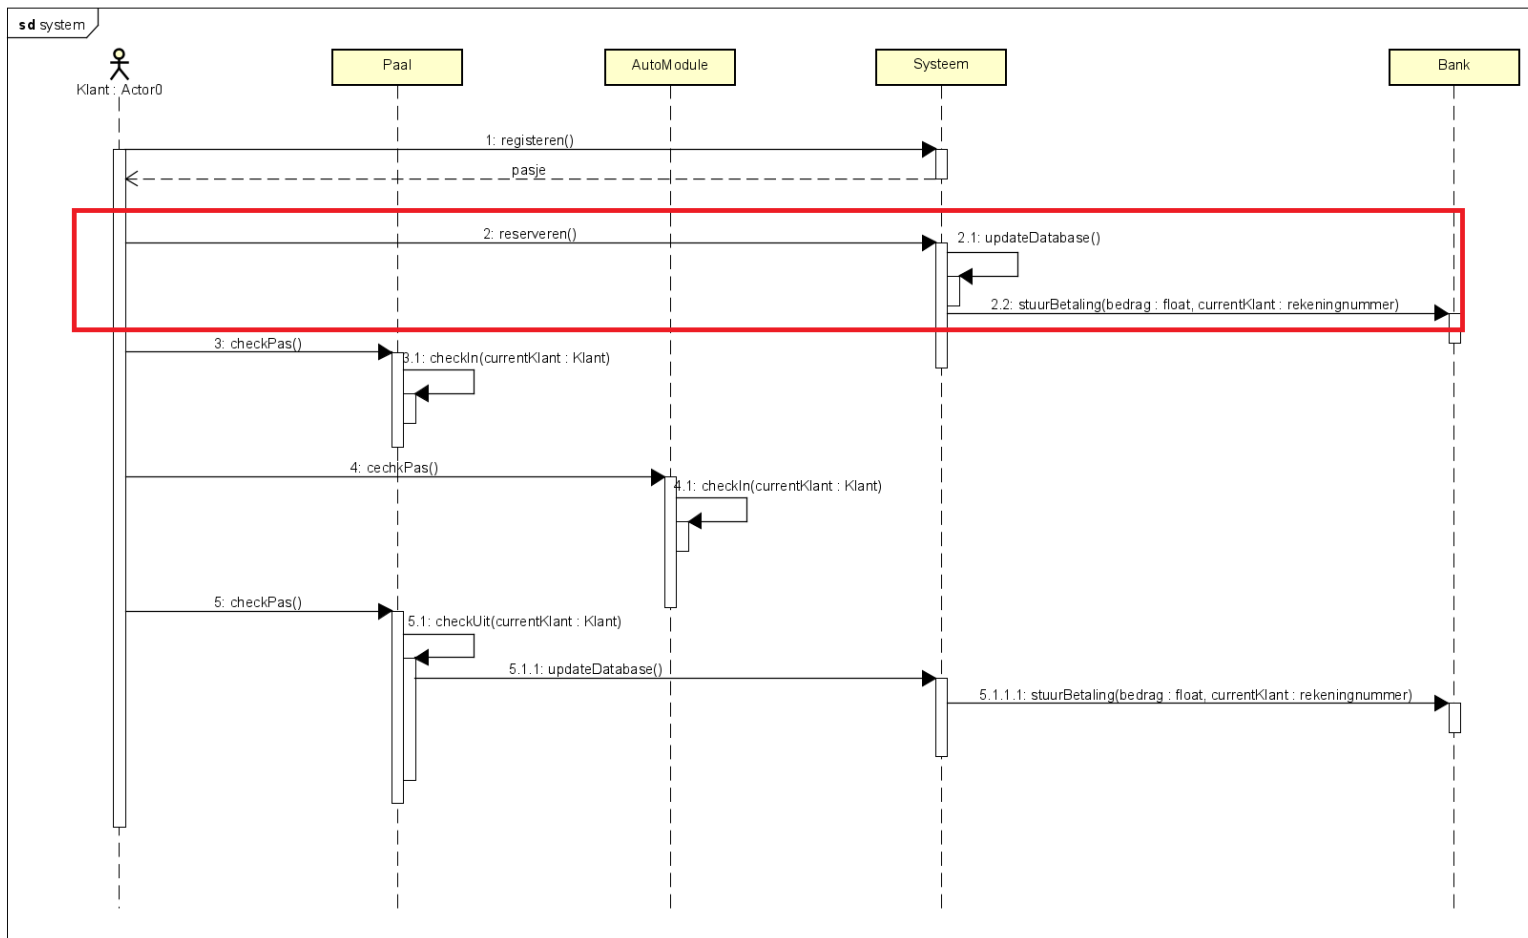 sd system
Klant : Actor0
Paal
AutoModule
Systeem
Bank
1: registeren()
pasje
2: reserveren()
2.1: updateDatabase()
2.2: stuurBetaling(bedrag : float, currentKlant : rekeningnummer)
3: checkPas()
3.1: checkIn(currentKlant : Klant)
4: cechkPas()
4.1: checkIn(currentKlant : Klant)
5: checkPas()
5.1: checkUit(currentKlant : Klant)
5.1.1: updateDatabase()
5.1.1.1: stuurBetaling(bedrag : float, currentKlant : rekeningnummer)